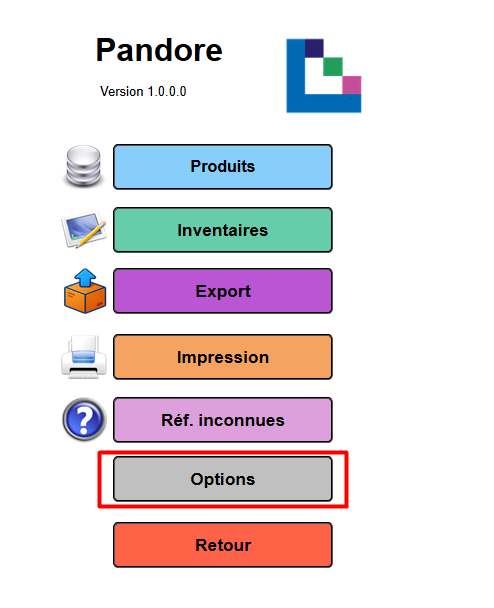 Pandore
Version 1.0.0.0
Produits
Inventaires
Export
Impression
Réf. inconnues
Options
Retour